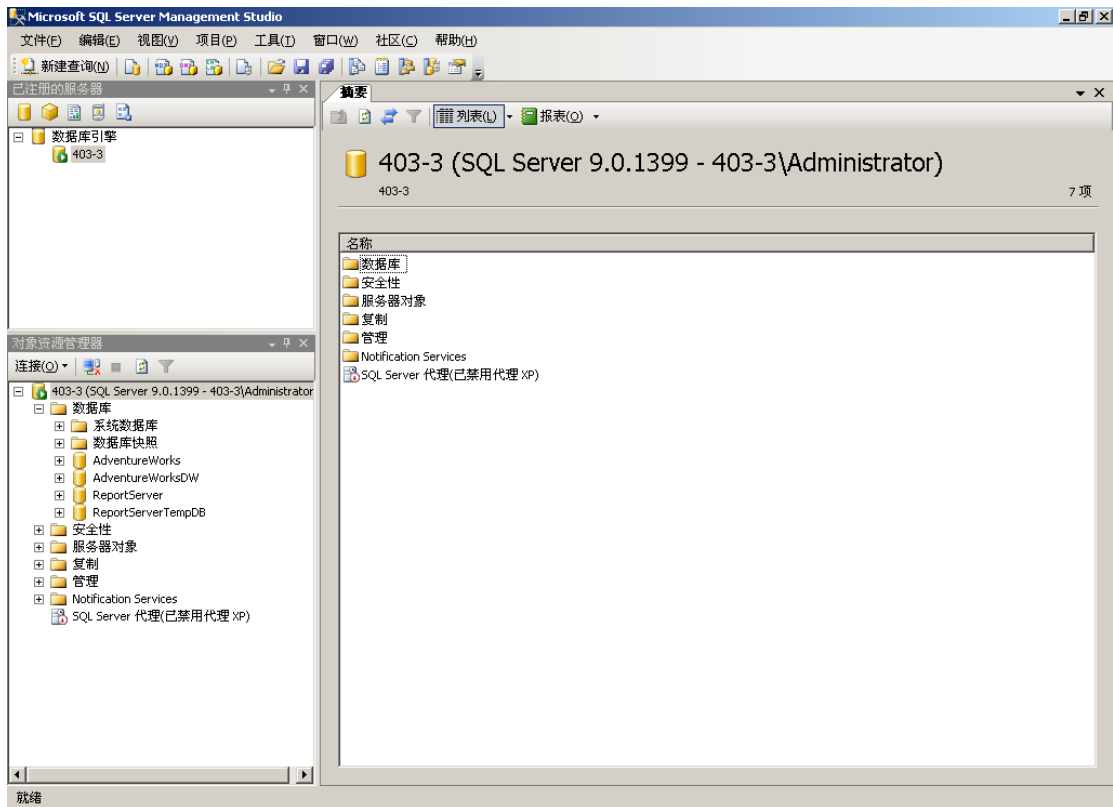 Microsoft SQL Server Management Studio
文件(F) 编辑(E) 视图(V) 项目(P) 工具(T) 窗口(W) 社区(C) 帮助(H)
新建查询(N)
已注册的服务器
数据库引擎
403-3
对象资源管理器
连接(O)
403-3 (SQL Server 9.0.1399 - 403-3\Administrator
数据库
系统数据库
数据库快照
AdventureWorks
AdventureWorksDW
ReportServer
ReportServerTempDB
安全性
服务器对象
复制
管理
Notification Services
SQL Server 代理(已禁用代理 XP)
摘要
列表(L) 报表(O)
403-3 (SQL Server 9.0.1399 - 403-3\Administrator)
403-3 7 项
名称
数据库
安全性
服务器对象
复制
管理
Notification Services
SQL Server 代理(已禁用代理 XP)
就绪